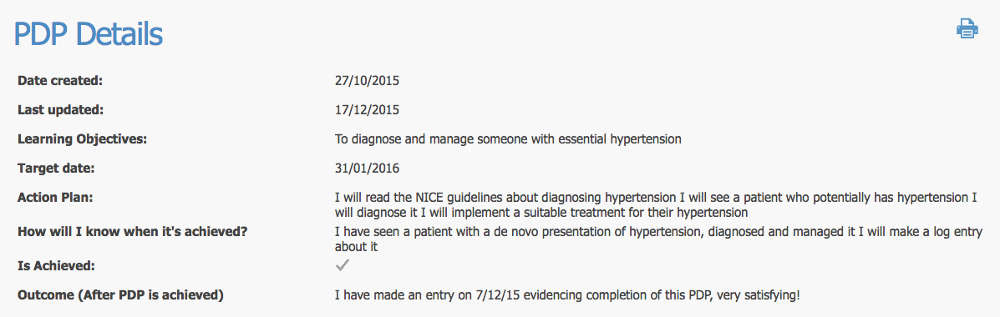 PDP Details
Date created: 27/10/2015
Last updated: 17/12/2015
Learning Objectives: To diagnose and manage someone with essential hypertension
Target date: 31/01/2016
Action Plan: I will read the NICE guidelines about diagnosing hypertension I will see a patient who potentially has hypertension I
will diagnose it I will implement a suitable treatment for their hypertension
How will I know when it's achieved? I have seen a patient with a de novo presentation of hypertension, diagnosed and managed it I will make a log entry
about it
Is Achieved:
Outcome (After PDP is achieved) I have made an entry on 7/12/15 evidencing completion of this PDP, very satisfying!